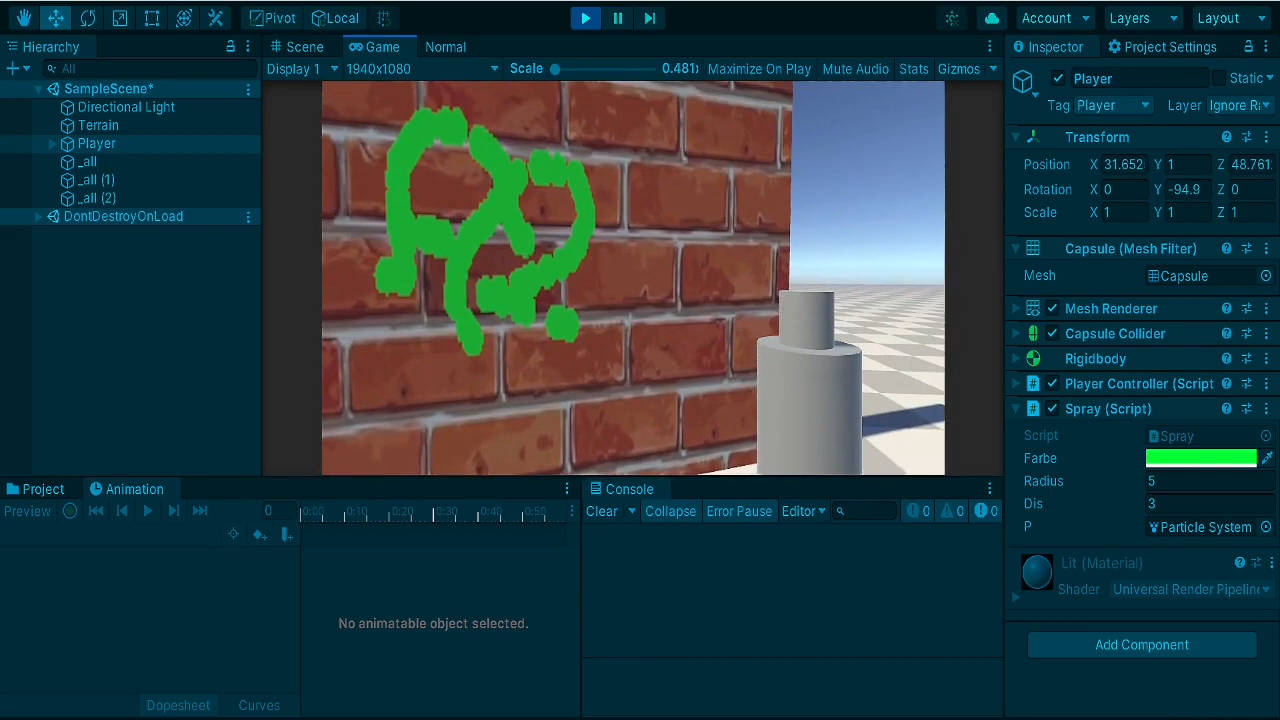 Pivot Local Account Layers Layout
Hierarchy Scene Game Normal Inspector Project Settings
All Display 1 1940x1080 Scale 0.481 Maximize On Play Mute Audio Stats Gizmos Player Static
SampleScene*
Directional Light Tag Player Layer Ignore R
Terrain Transform
Player
_all Position X 31.652 Y 1 Z 48.761
_all (1) Rotation X 0 Y -94.9 Z 0
_all (2) Scale X 1 Y 1 Z 1
DontDestroyOnLoad
Capsule (Mesh Filter)
Mesh Capsule
Mesh Renderer
Capsule Collider
Rigidbody
Player Controller (Script
Spray (Script)
Script Spray
Farbe
Radius 5
Dis 3
P Particle System
Lit (Material)
Shader Universal Render Pipeline
Add Component
Project Animation Console
Preview 0 0:00 0:10 0:20 0:30 0:40 0:50 Clear Collapse Error Pause Editor 0 0 0
No animatable object selected.
Dopesheet Curves